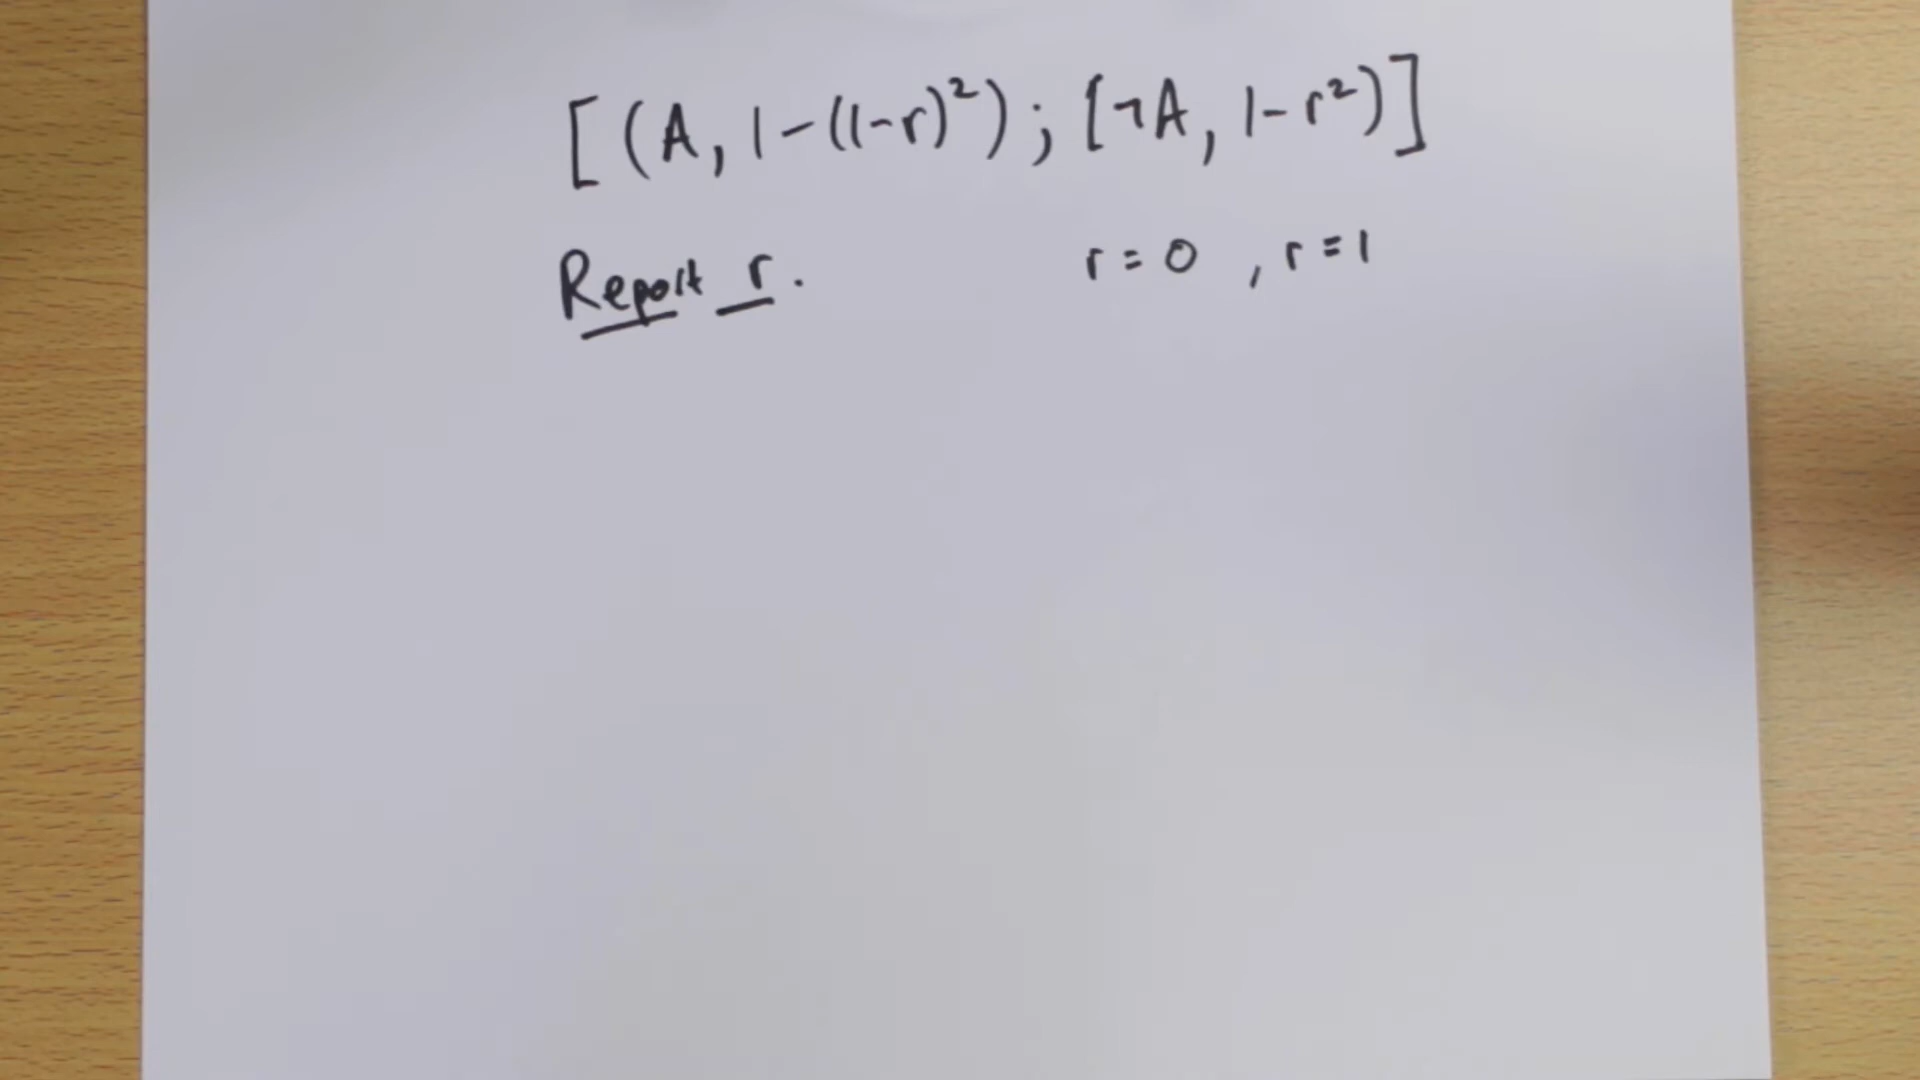 [(A, 1-((1-r)²); [¬A, 1-r²)]
Report r. r = 0 , r = 1